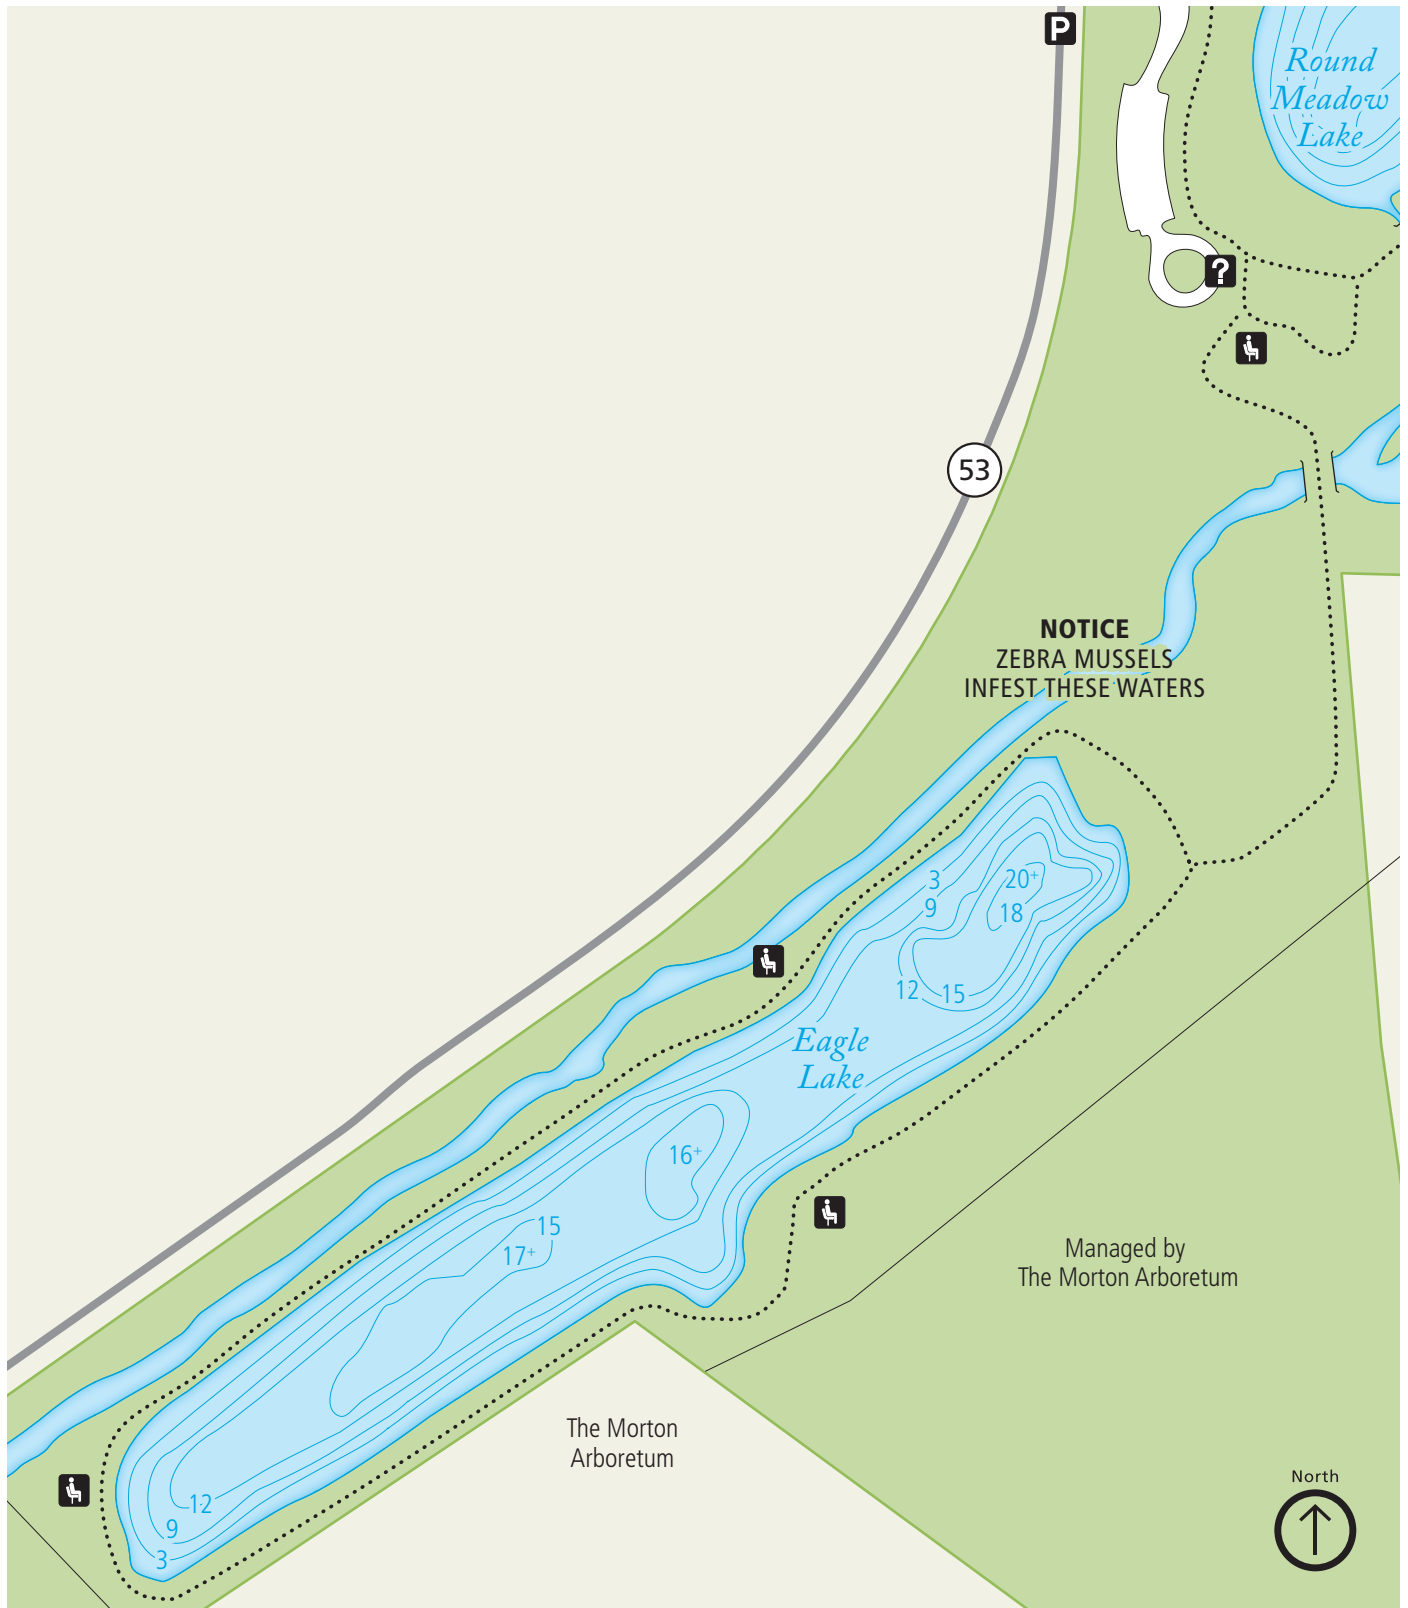 P
Round
Meadow
Lake
?
53
NOTICE
ZEBRA MUSSELS
INFEST THESE WATERS
3
20+
9
18
12
15
Eagle
Lake
16+
15
17+
Managed by
The Morton Arboretum
The Morton
Arboretum
12
9
3
North